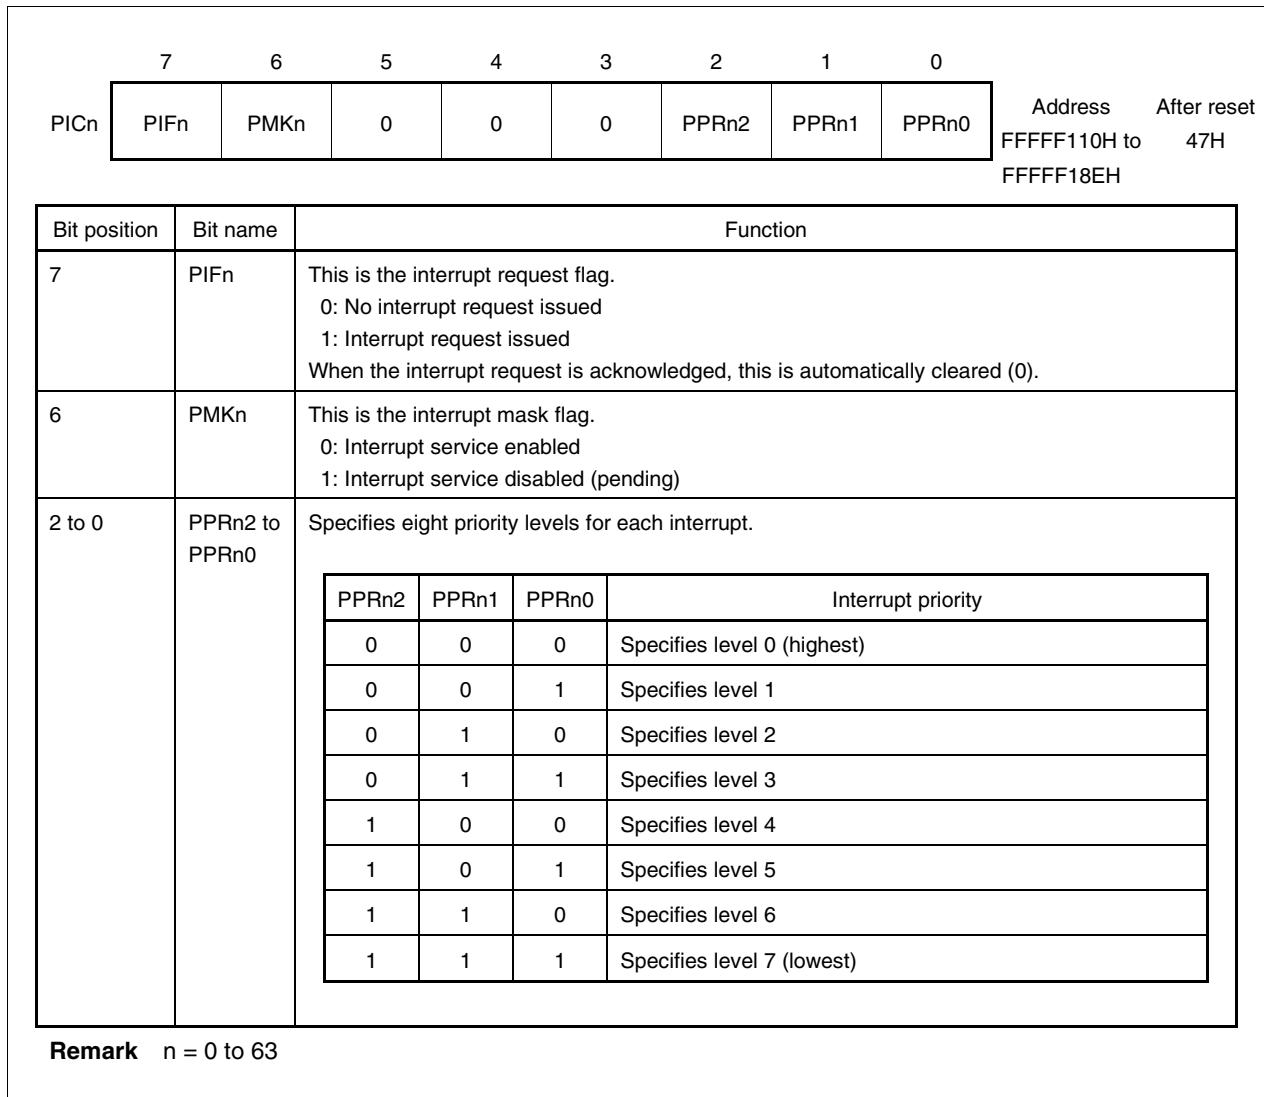 7 6 5 4 3 2 1 0
PICn PIFn PMKn 0 0 0 PPRn2 PPRn1 PPRn0 Address After reset
FFFFF110H to 47H
FFFFF18EH
Bit position Bit name Function
7 PIFn This is the interrupt request flag.
0: No interrupt request issued
1: Interrupt request issued
When the interrupt request is acknowledged, this is automatically cleared (0).
6 PMKn This is the interrupt mask flag.
0: Interrupt service enabled
1: Interrupt service disabled (pending)
2 to 0 PPRn2 to Specifies eight priority levels for each interrupt.
PPRn0
PPRn2 PPRn1 PPRn0 Interrupt priority
0 0 0 Specifies level 0 (highest)
0 0 1 Specifies level 1
0 1 0 Specifies level 2
0 1 1 Specifies level 3
1 0 0 Specifies level 4
1 0 1 Specifies level 5
1 1 0 Specifies level 6
1 1 1 Specifies level 7 (lowest)
Remark n = 0 to 63